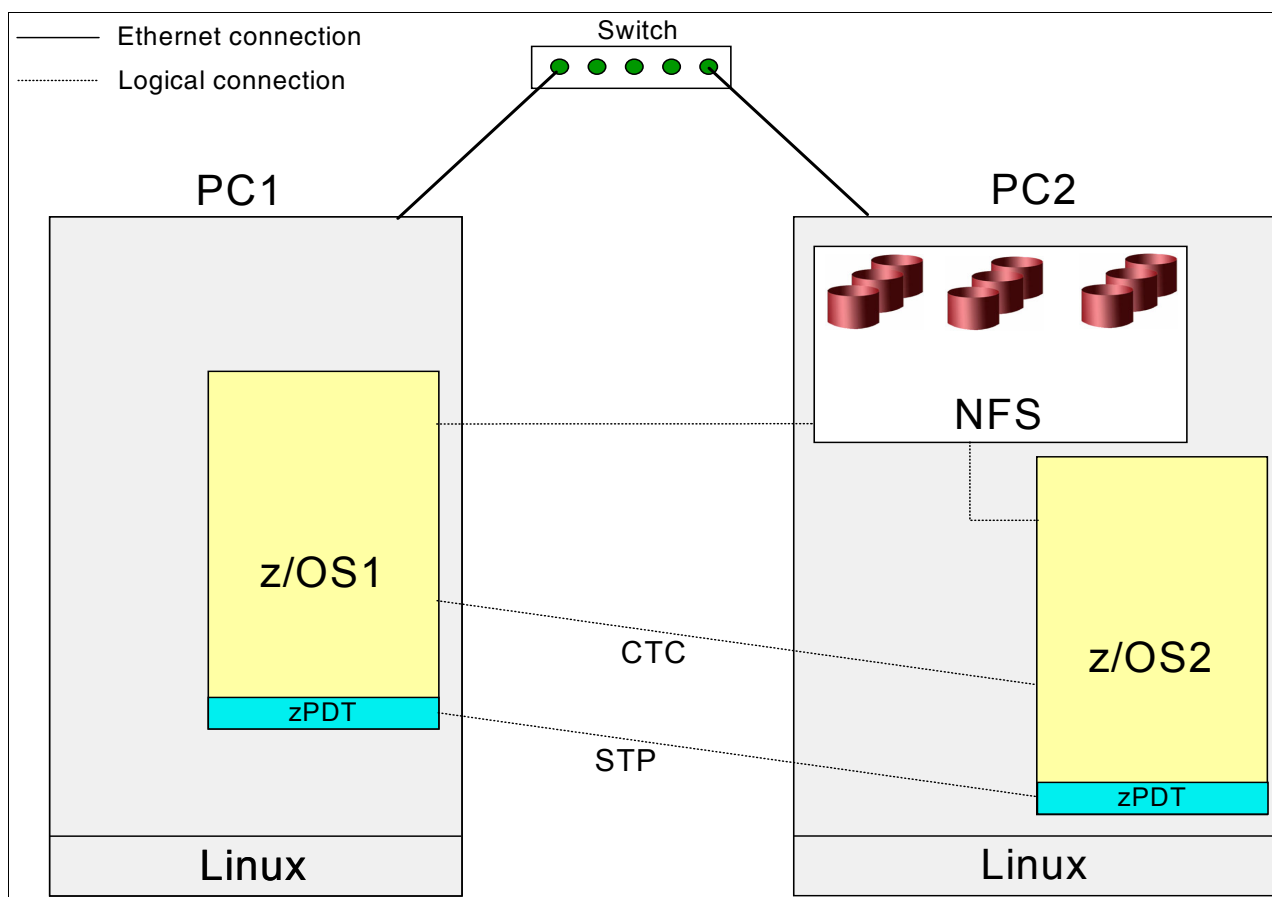 Ethernet connection
Logical connection
Switch
PC1
PC2
NFS
z/OS1
z/OS2
CTC
zPDT
STP
zPDT
Linux
Linux